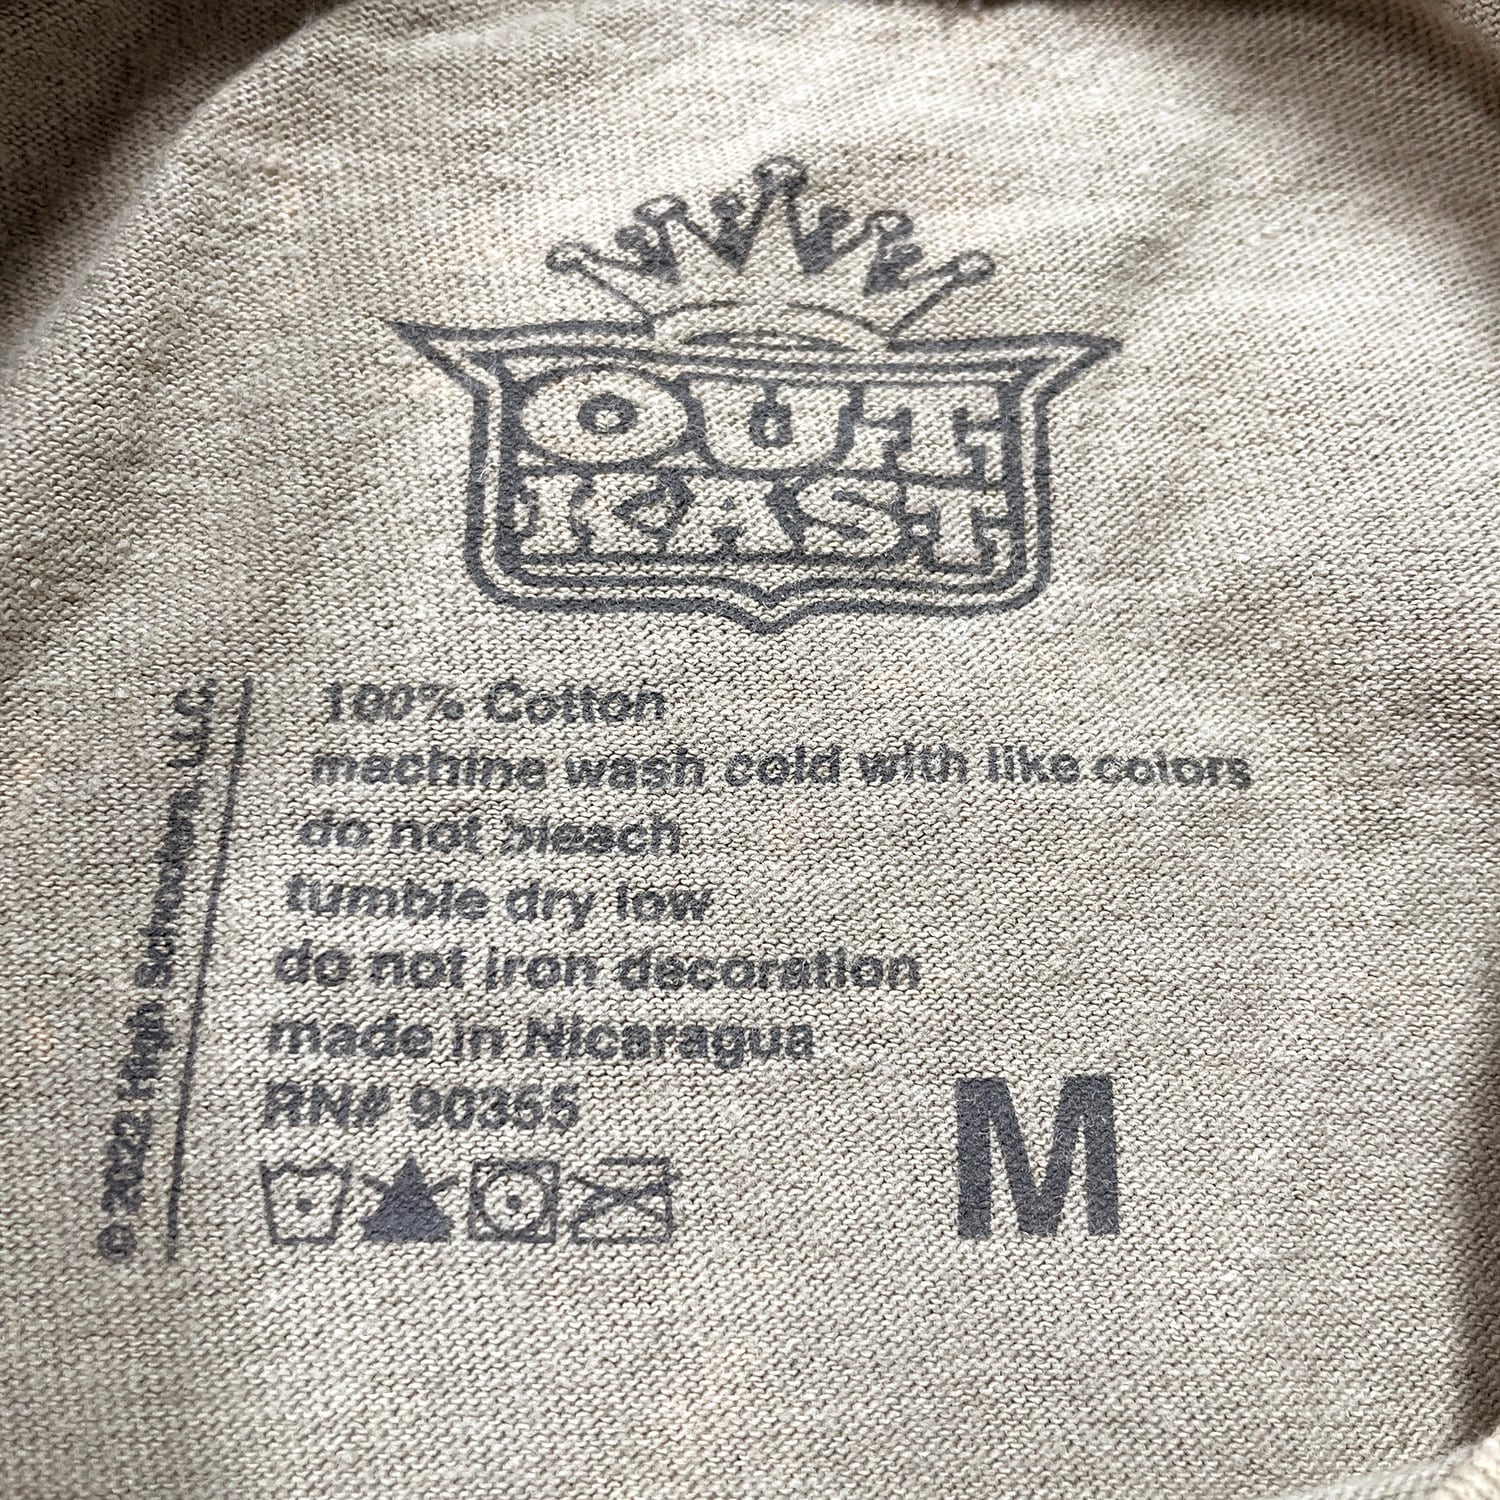 OUT
KAST
100% Cotton
machine wash cold with like colors
do not bleach
tumble dry low
do not iron decoration
made in Nicaragua
RN# 90355
M
© 2022 High Schoolden, LLC.